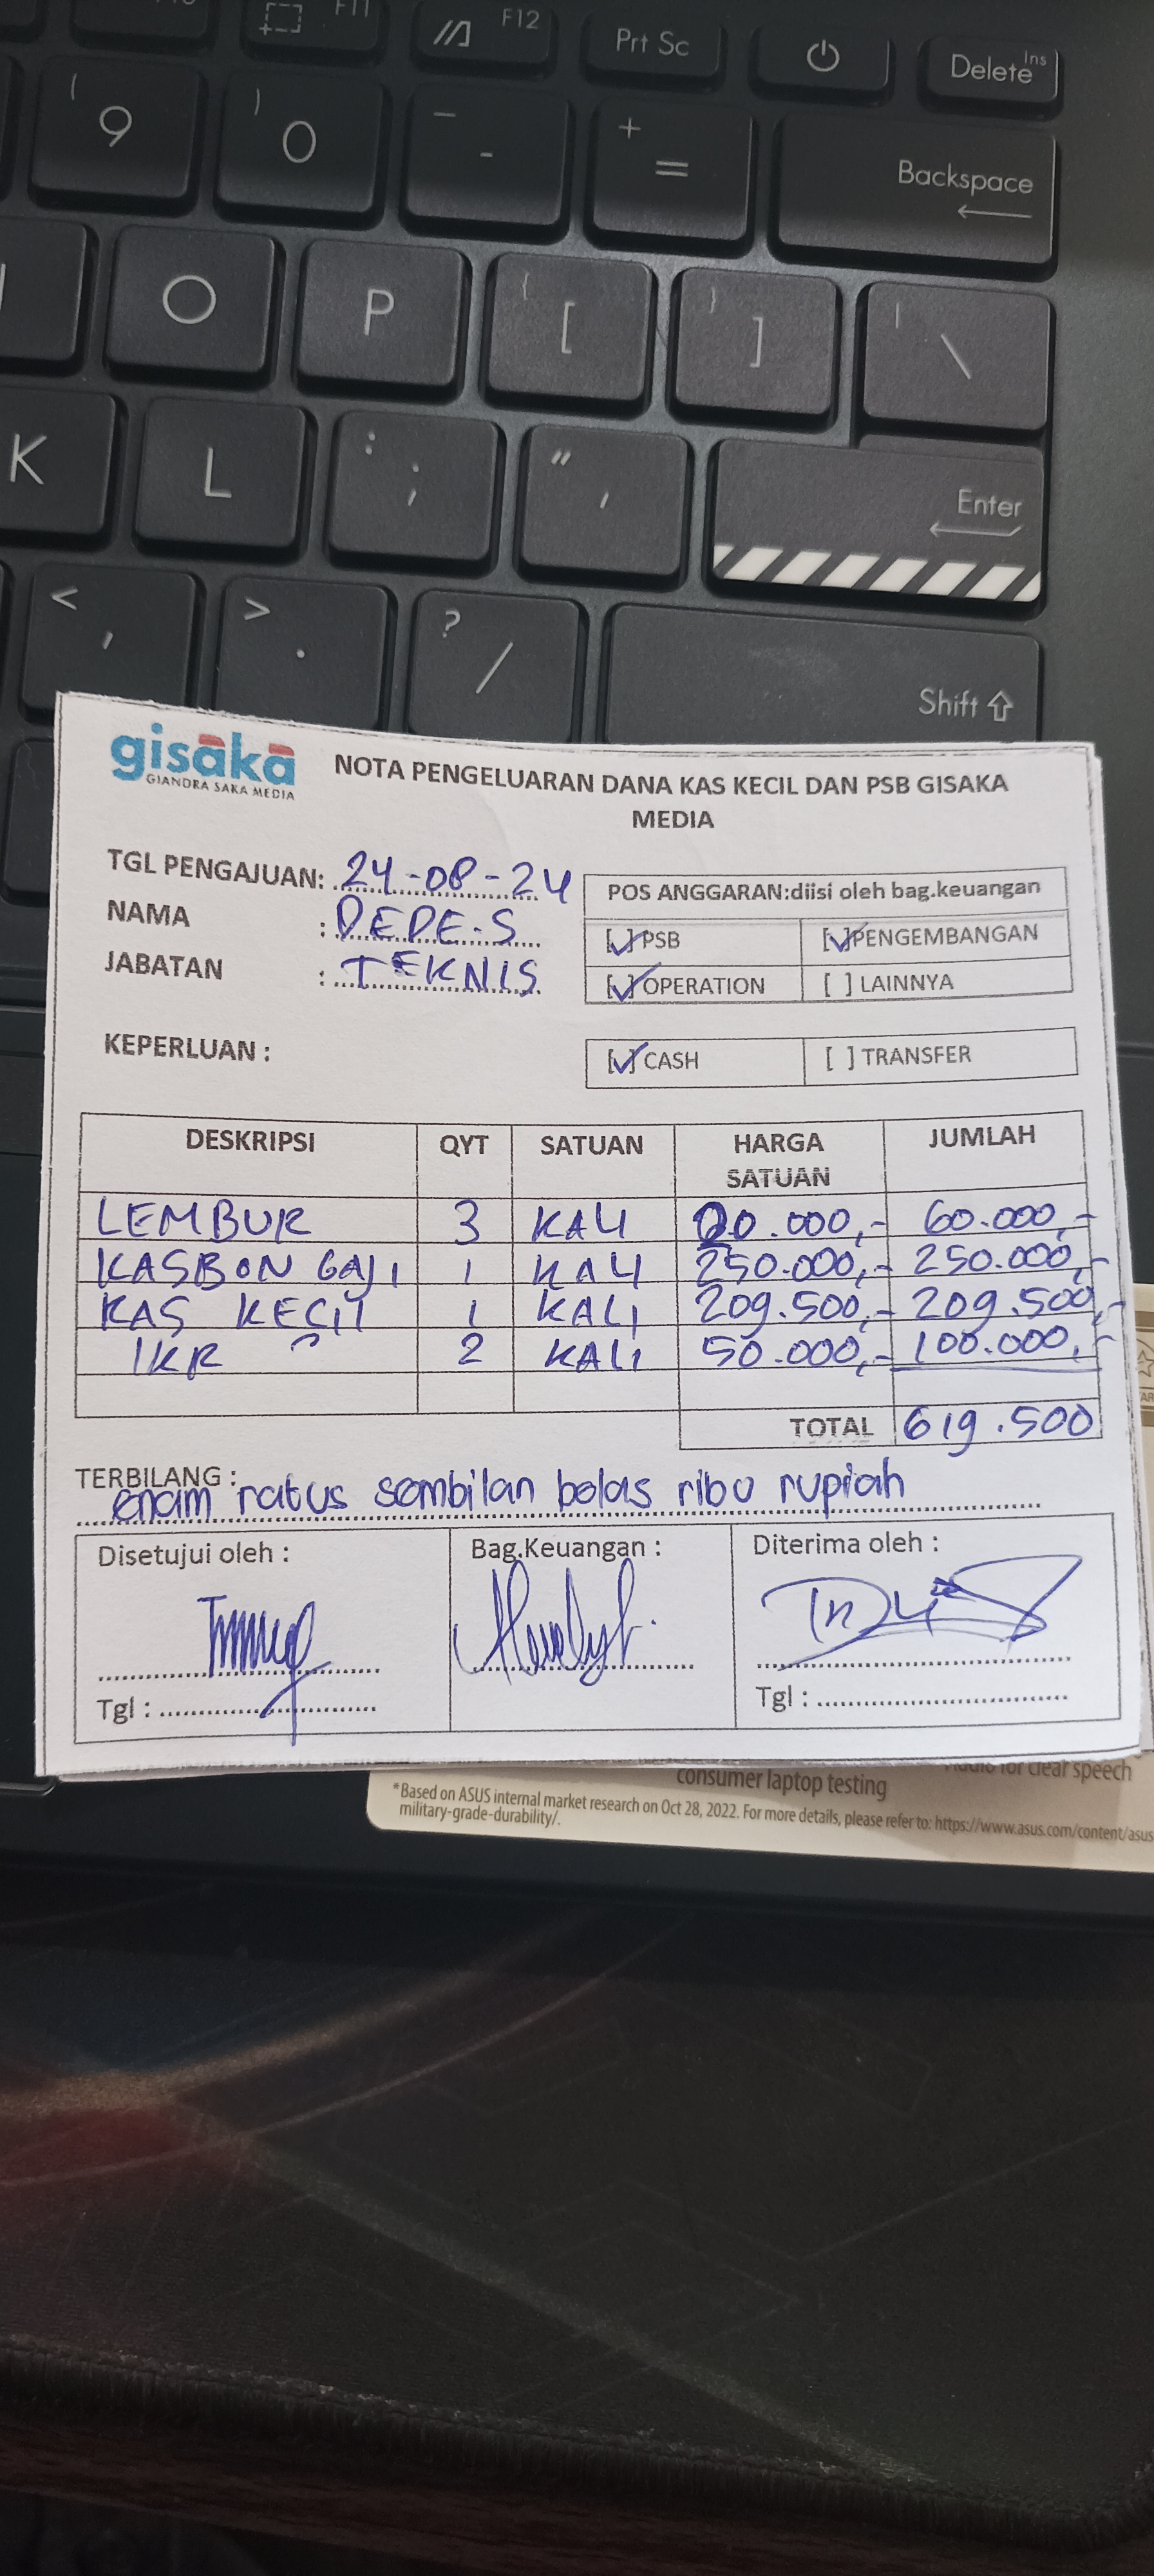 F11
F12
Prt Sc
Delete Ins
( 9
) 0
_ -
+ =
Backspace
O
P
{ [
} ]
| \
K
L
: ;
" '
Enter
< ,
> .
? /
Shift
gisaka
GIANDRA SAKA MEDIA
NOTA PENGELUARAN DANA KAS KECIL DAN PSB GISAKA
MEDIA
TGL PENGAJUAN: 24-08-24
NAMA : DEDE.S
JABATAN : TEKNIS
POS ANGGARAN:diisi oleh bag.keuangan
[✓] PSB [✓] PENGEMBANGAN
[✓] OPERATION [ ] LAINNYA
KEPERLUAN :
[✓] CASH [ ] TRANSFER
DESKRIPSI QYT SATUAN HARGA SATUAN JUMLAH
LEMBUR 3 KALI 20.000,- 60.000,-
KASBON GAJI 1 KALI 250.000,- 250.000,-
KAS KECIL 1 KALI 209.500,- 209.500,-
IKR 2 KALI 50.000,- 100.000,-
TOTAL 619.500
TERBILANG :
enam ratus sembilan belas ribu rupiah
Disetujui oleh : Bag.Keuangan : Diterima oleh :
Tgl : Tgl :
for clear speech
consumer laptop testing
*Based on ASUS internal market research on Oct 28, 2022. For more details, please refer to: https://www.asus.com/content/asus
military-grade-durability/.